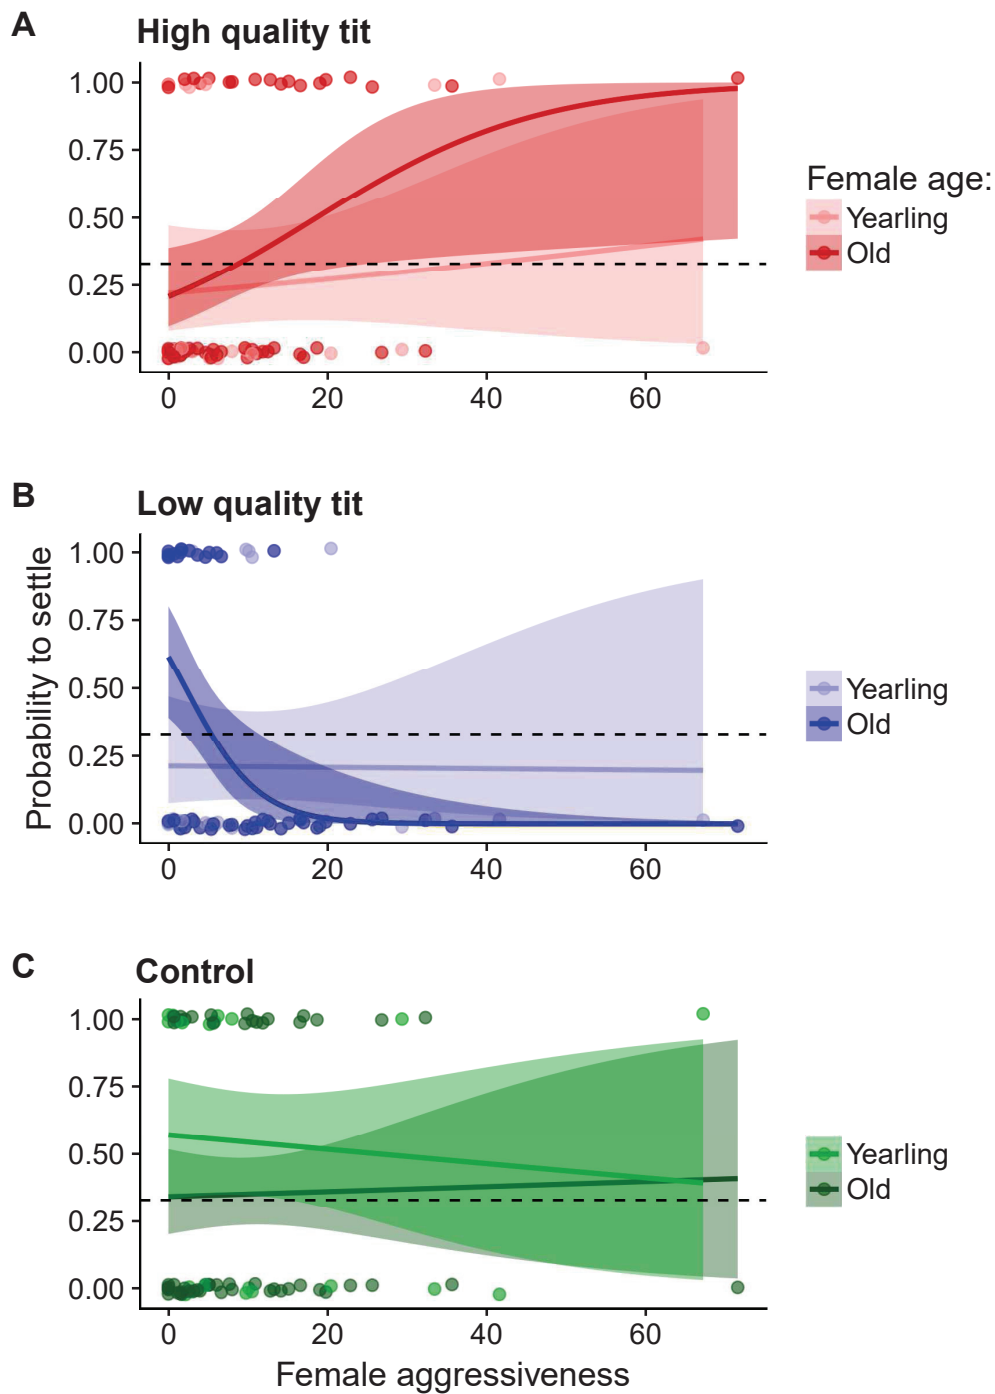 A
High quality tit
1.00
0.75
0.50
0.25
0.00
0 20 40 60
Female age:
Yearling
Old
B
Low quality tit
1.00
0.75
0.50
0.25
0.00
0 20 40 60
Yearling
Old
Probability to settle
C
Control
1.00
0.75
0.50
0.25
0.00
0 20 40 60
Yearling
Old
Female aggressiveness